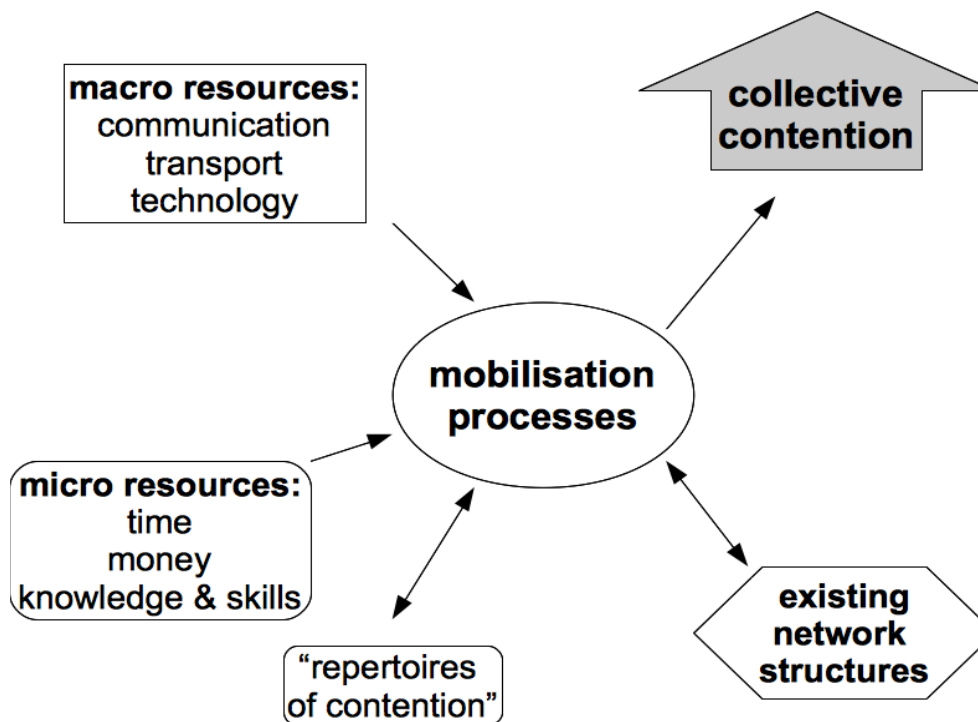 macro resources:
communication
transport
technology
collective
contention
mobilisation
processes
micro resources:
time
money
knowledge & skills
“repertoires
of contention”
existing
network
structures